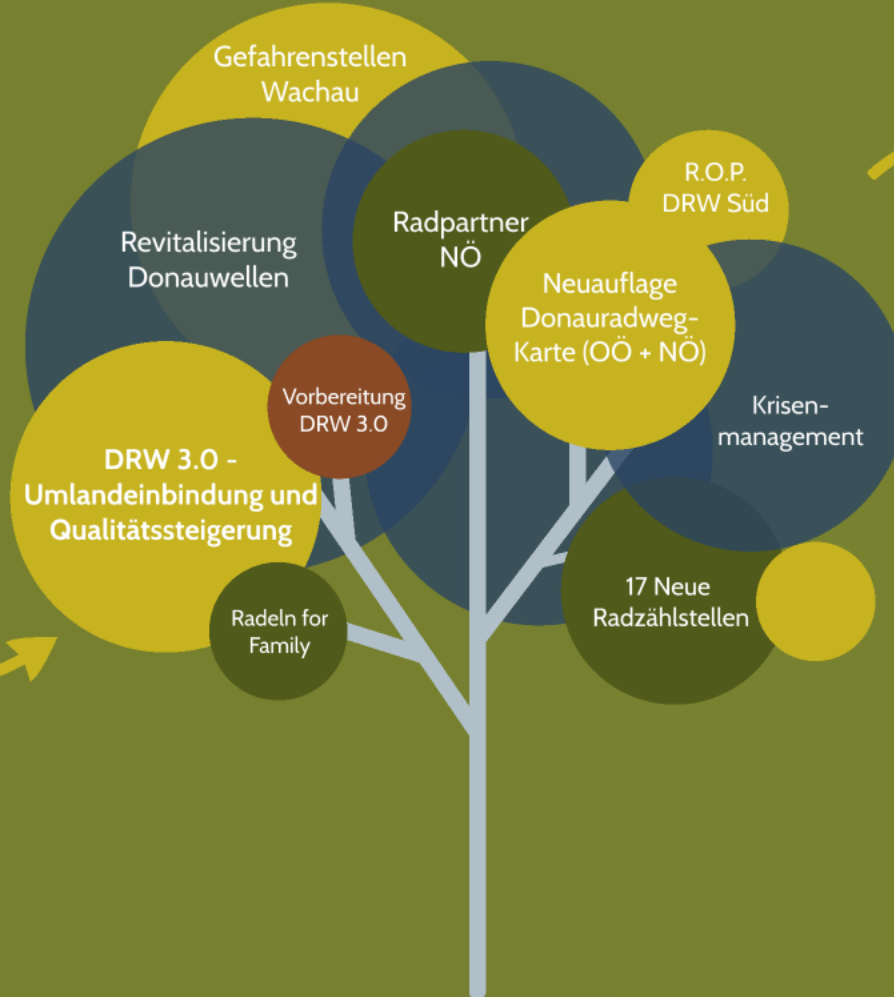 Gefahrenstellen
Wachau
R.O.P.
DRW Süd
Radpartner
NÖ
Revitalisierung
Donauwellen
Neuauflage
Donauradweg-
Karte (OÖ + NÖ)
Vorbereitung
DRW 3.0
Krisen-
management
DRW 3.0 -
Umlandeinbindung und
Qualitätssteigerung
17 Neue
Radzählstellen
Radeln for
Family